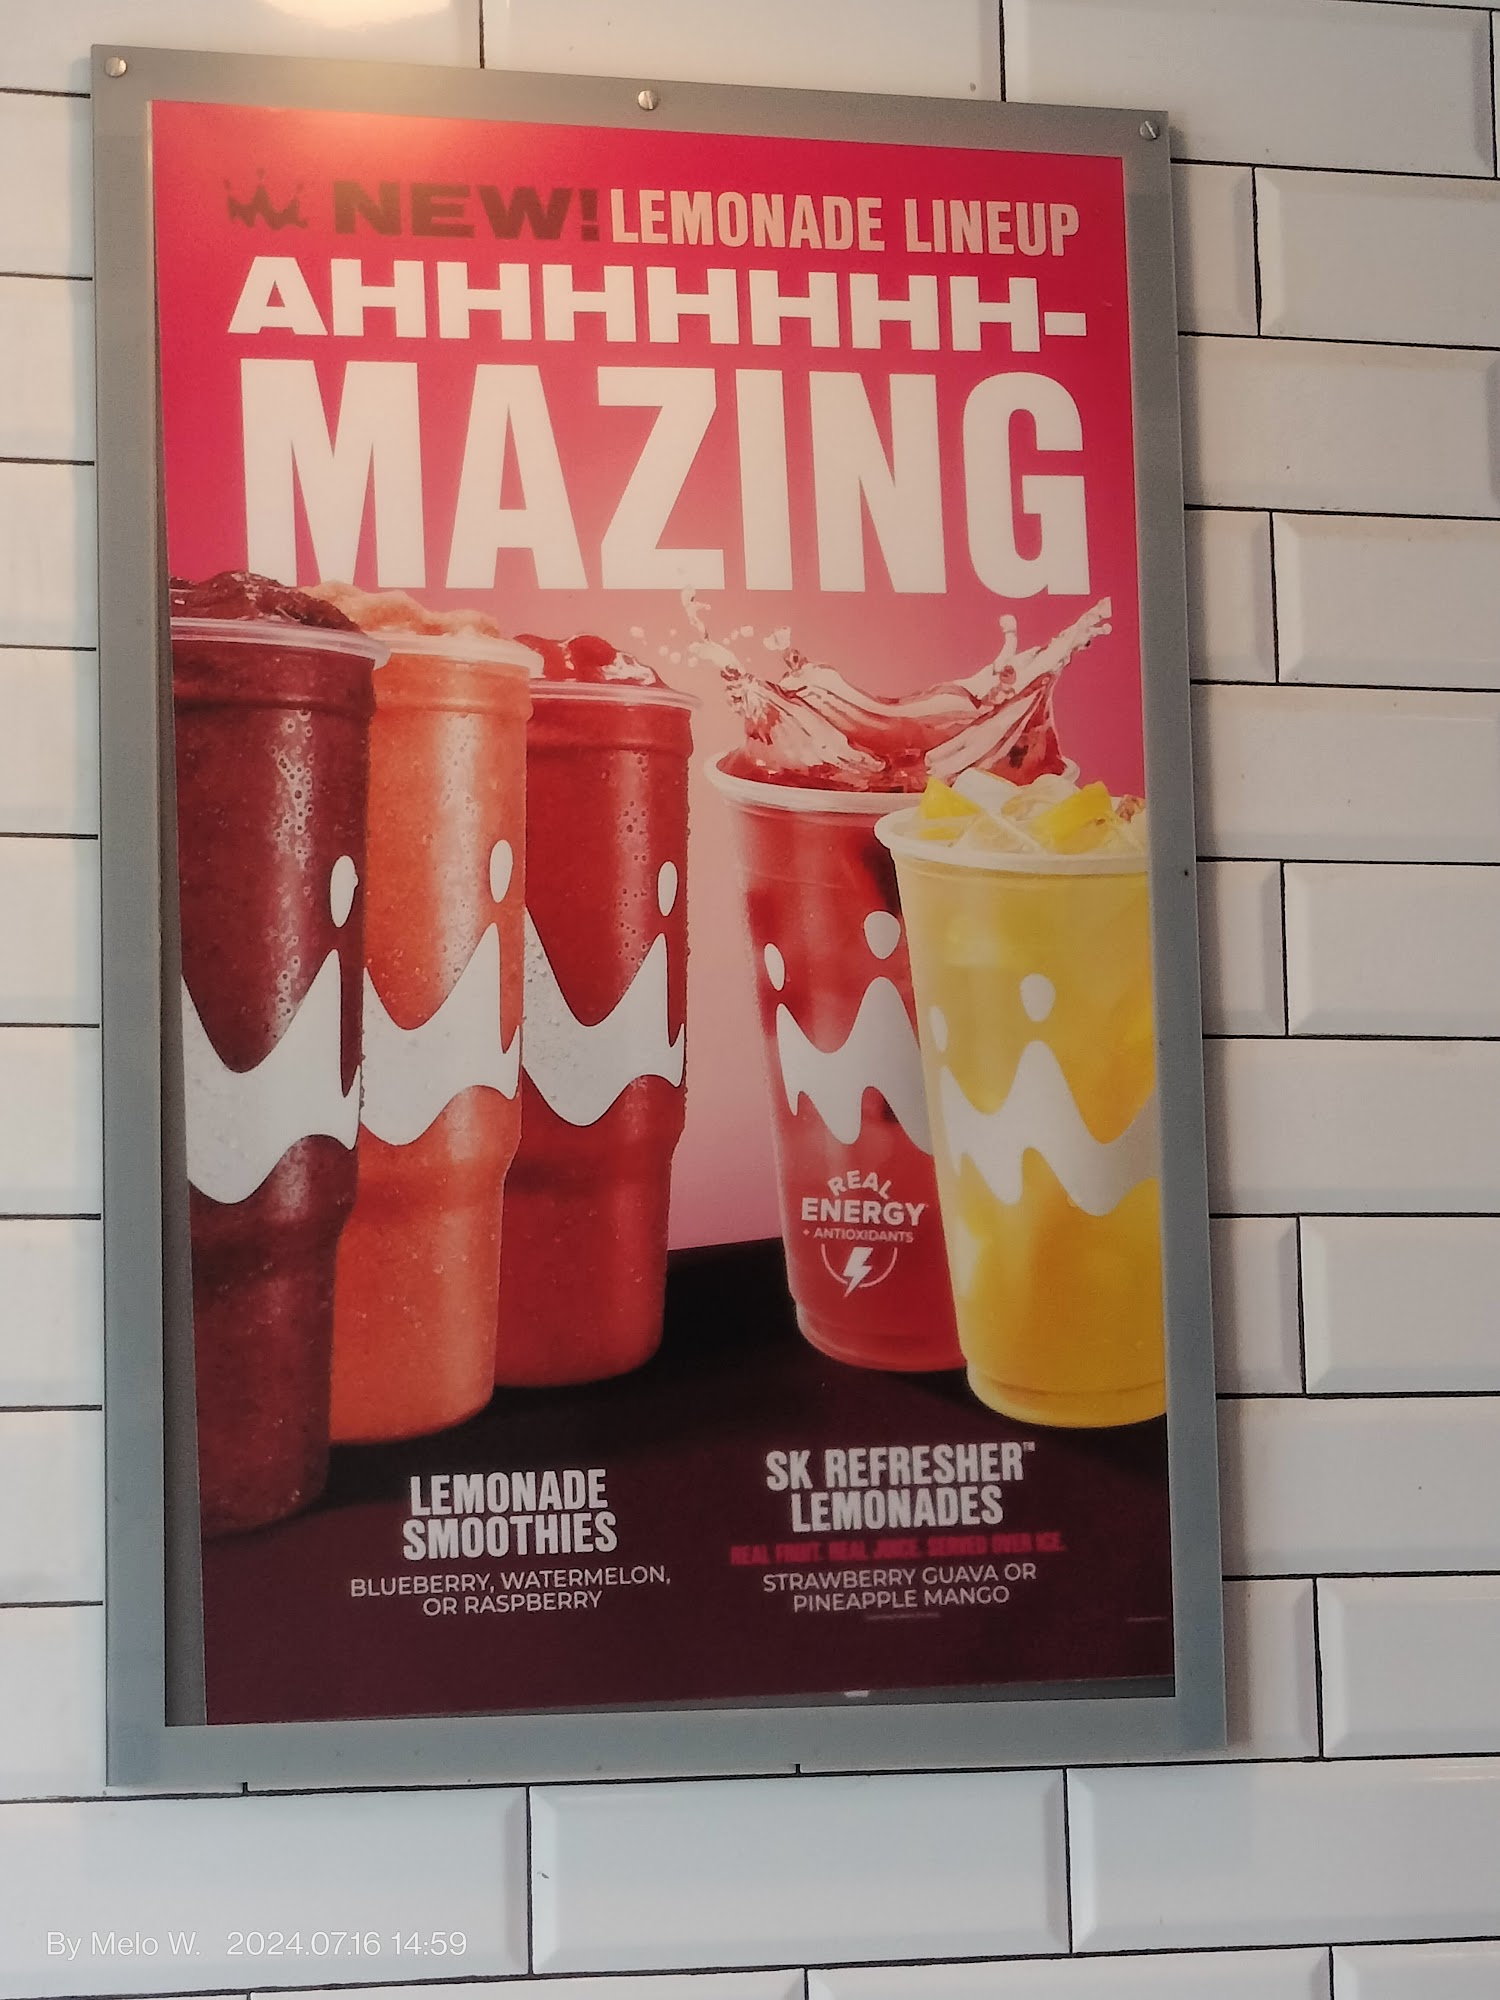 NEW! LEMONADE LINEUP
AHHHHHHH-
MAZING
REAL
ENERGY
+ ANTIOXIDANTS
LEMONADE
SMOOTHIES
BLUEBERRY, WATERMELON,
OR RASPBERRY
SK REFRESHER™
LEMONADES
REAL FRUIT. REAL JUICE. SERVED OVER ICE.
STRAWBERRY GUAVA OR
PINEAPPLE MANGO
By Melo W. 2024.07.16 14:59